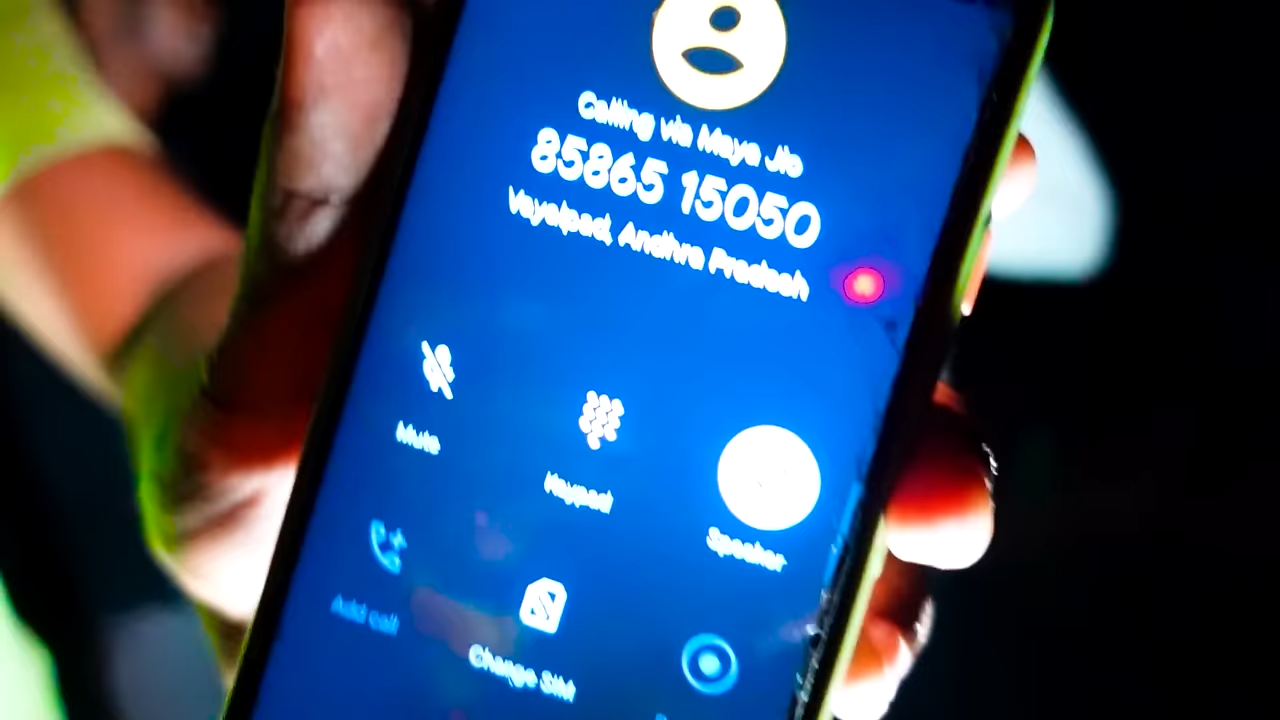 Calling via Maya Jio
85865 15050
Vayalpad, Andhra Pradesh
Mute
Keypad
Speaker
Add call
Change SIM